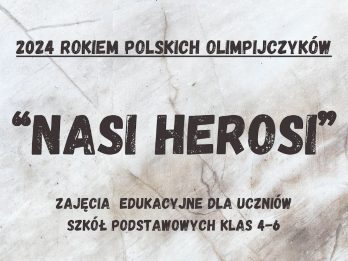 2024 ROKIEM POLSKICH OLIMPIJCZYKÓW
“NASI HEROSI”
ZAJĘCIA EDUKACYJNE DLA UCZNIÓW
SZKÓŁ PODSTAWOWYCH KLAS 4-6